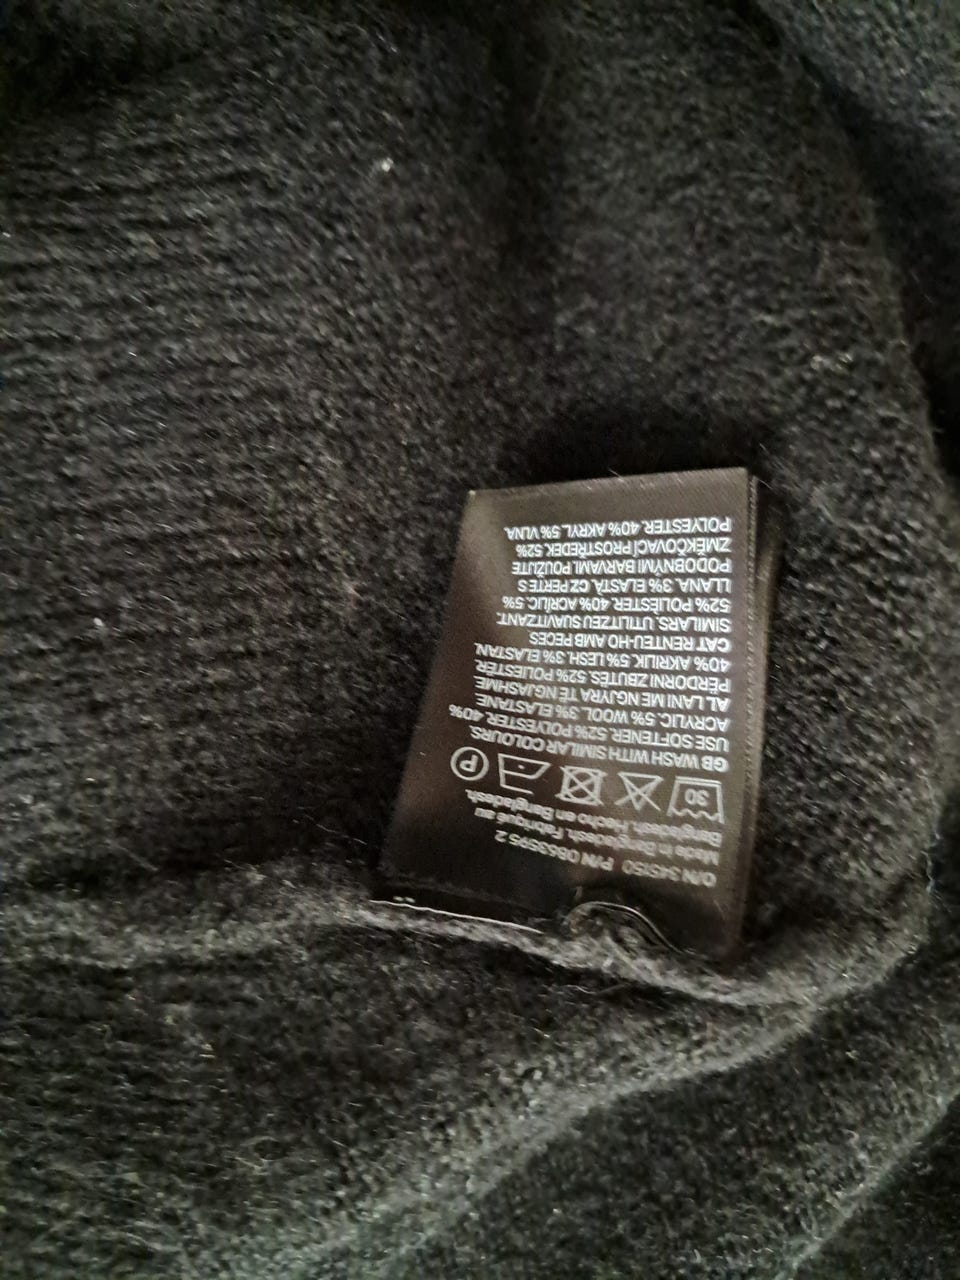 O/N 345150 P/N 0B635P5 2
Made in Bangladesh. Fabriqué au
Bangladesh. Hecho en Bangladesh.
30 P
GB WASH WITH SIMILAR COLOURS.
USE SOFTENER. 52% POLYESTER. 40%
ACRYLIC. 5% WOOL. 3% ELASTANE.
AL LANI ME NGJYRA TË NGJASHME.
PËRDORNI ZBUTËS. 52% POLIESTËR.
40% AKRILIK. 5% LESH. 3% ELASTAN.
CAT RENTEU-HO AMB PECES
SIMILARS. UTILITZEU SUAVITZANT.
52% POLIÈSTER. 40% ACRÍLIC. 5%
LLANA. 3% ELASTÀ. CZ PERTE S
PODOBNÝMI BARVAMI. POUŽIJTE
ZMĚKČOVACÍ PROSTŘEDEK. 52%
POLYESTER. 40% AKRYL. 5% VLNA.